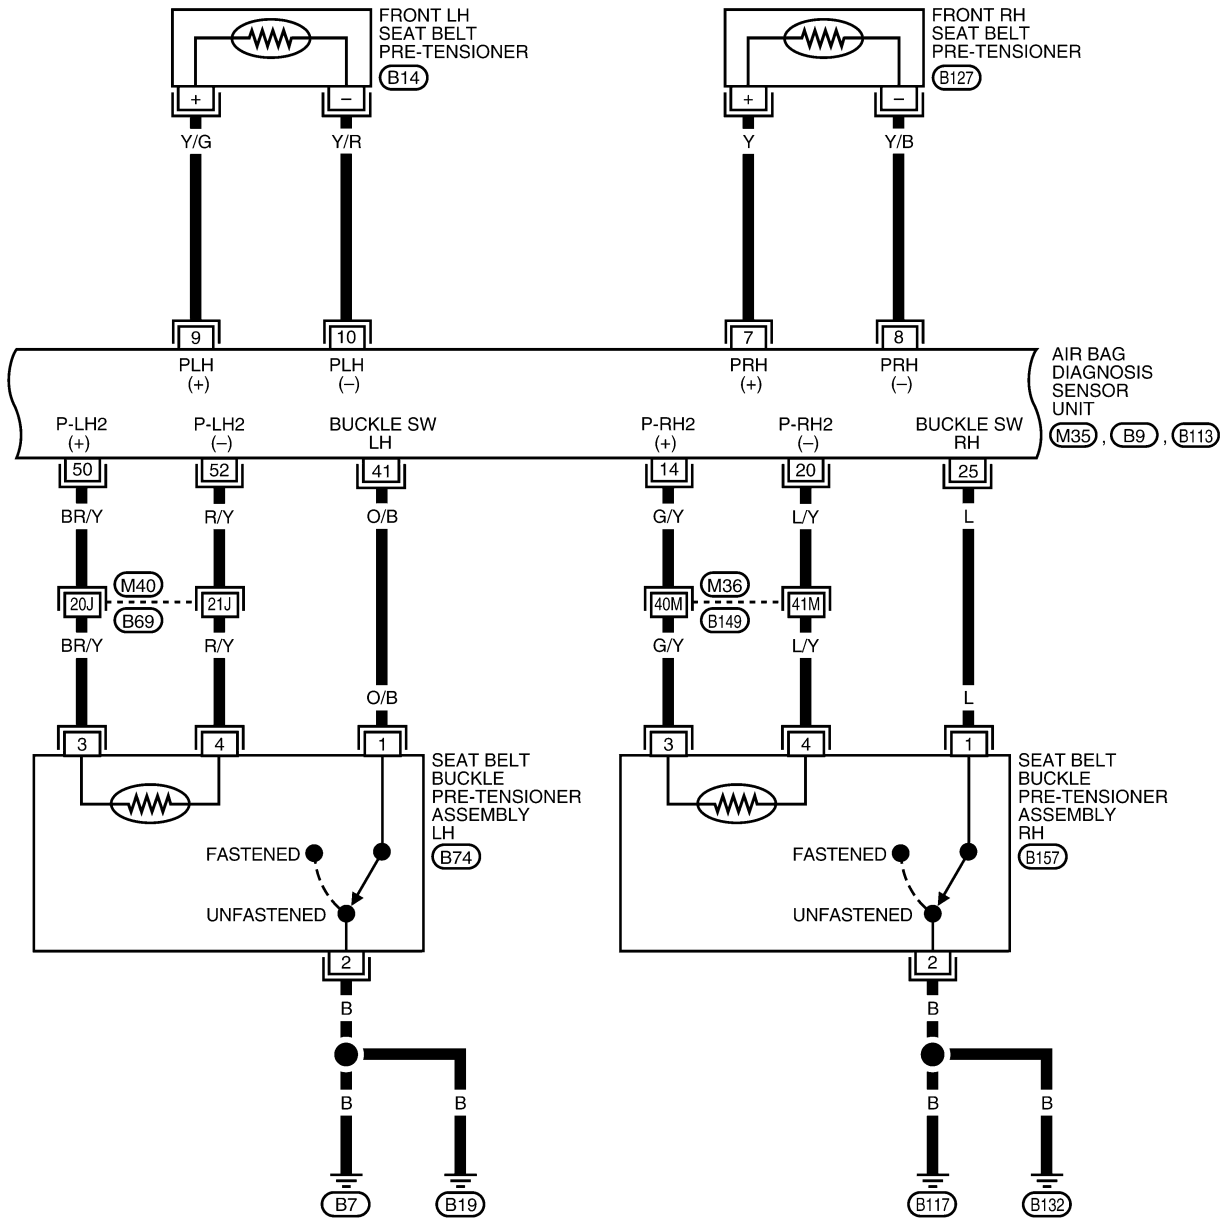 FRONT LH
SEAT BELT
PRE-TENSIONER
B14
+ −
FRONT RH
SEAT BELT
PRE-TENSIONER
B127
+ −
Y/G Y/R Y Y/B
9 10 7 8
PLH PLH PRH PRH
(+) (−) (+) (−)
AIR BAG
DIAGNOSIS
SENSOR
UNIT
M35 , B9 , B113
P-LH2 P-LH2 BUCKLE SW P-RH2 P-RH2 BUCKLE SW
(+) (−) LH (+) (−) RH
50 52 41 14 20 25
BR/Y R/Y O/B G/Y L/Y L
M40 M36
20J 21J 40M 41M
B69 B149
BR/Y R/Y G/Y L/Y
O/B L
3 4 1 3 4 1
SEAT BELT
BUCKLE
PRE-TENSIONER
ASSEMBLY
LH
B74
SEAT BELT
BUCKLE
PRE-TENSIONER
ASSEMBLY
RH
B157
FASTENED FASTENED
UNFASTENED UNFASTENED
2 2
B B
B B B B
B7 B19 B117 B132